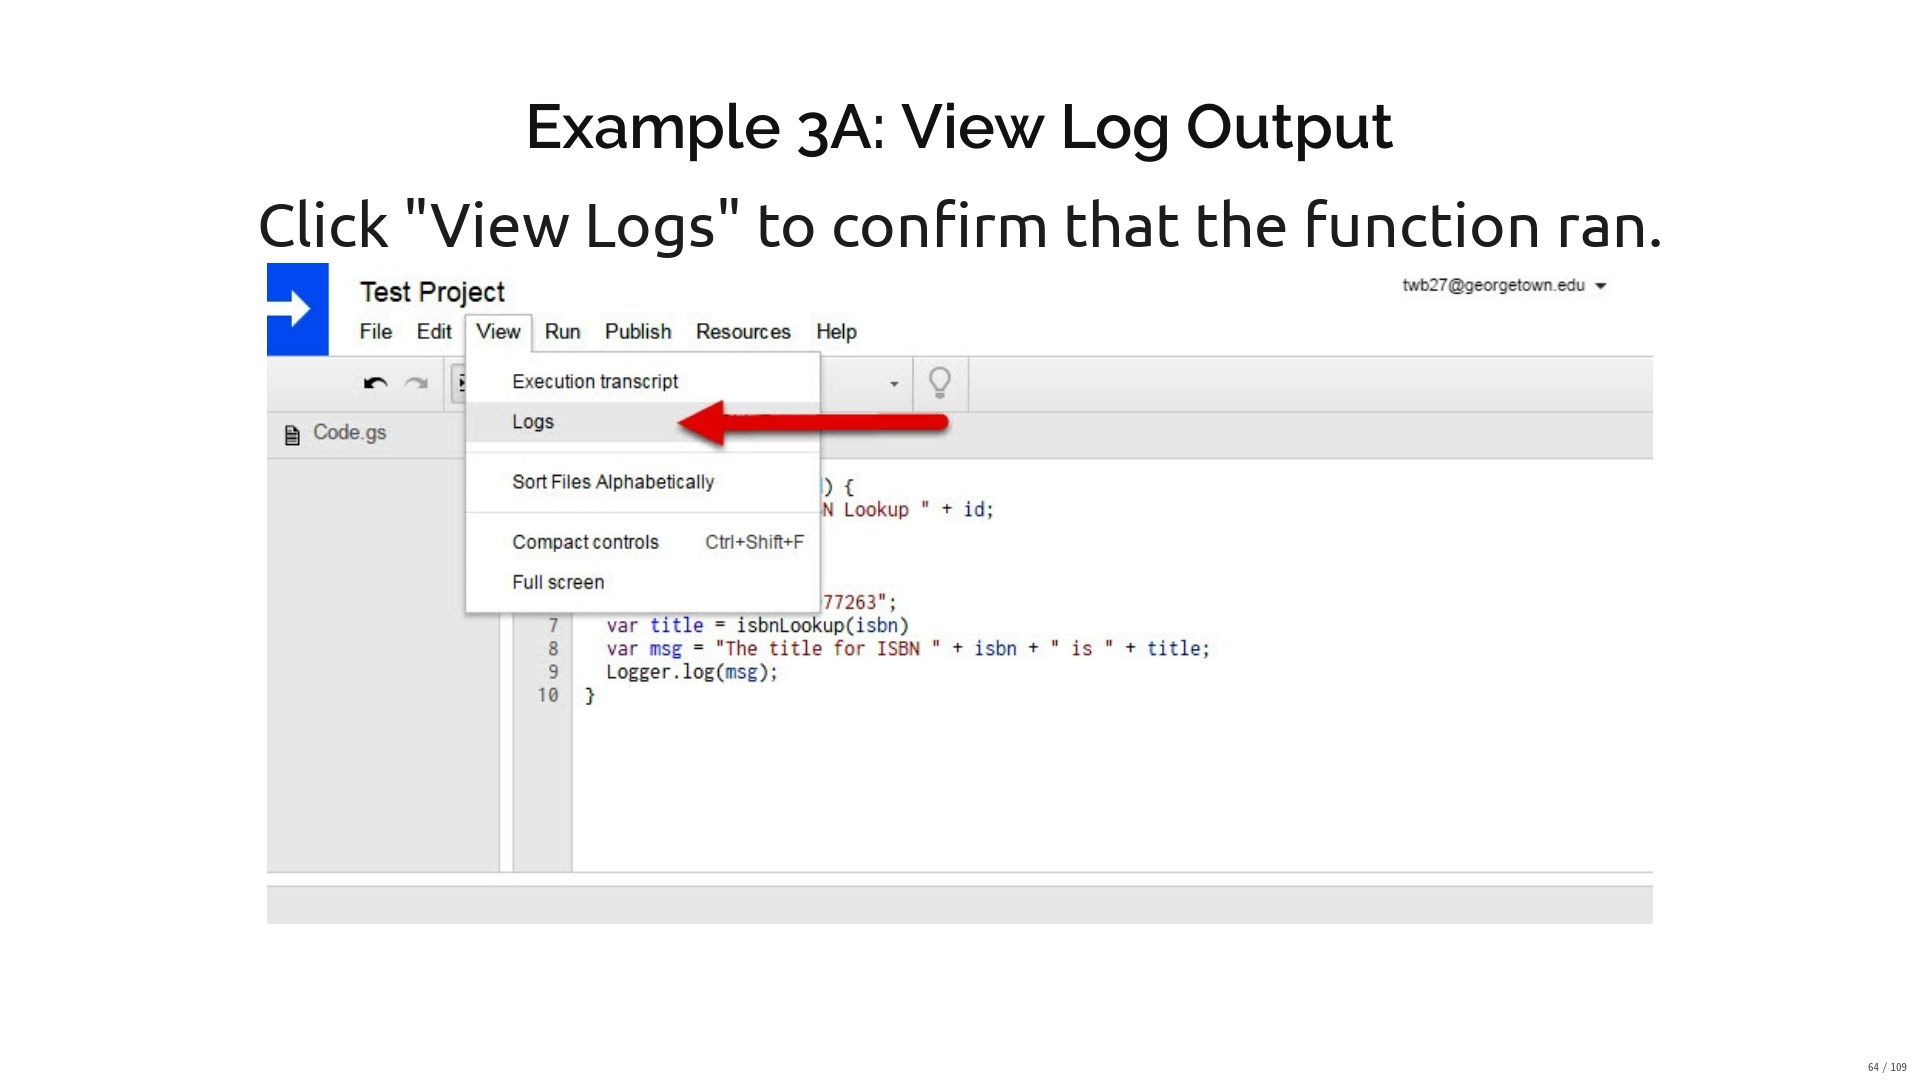 Example 3A: View Log Output
Click "View Logs" to confirm that the function ran.
Test Project
twb27@georgetown.edu
File Edit View Run Publish Resources Help
Execution transcript
Logs
Code.gs
Sort Files Alphabetically
) {
N Lookup " + id;
Compact controls Ctrl+Shift+F
Full screen
77263";
7 var title = isbnLookup(isbn)
8 var msg = "The title for ISBN " + isbn + " is " + title;
9 Logger.log(msg);
10 }
64 / 109